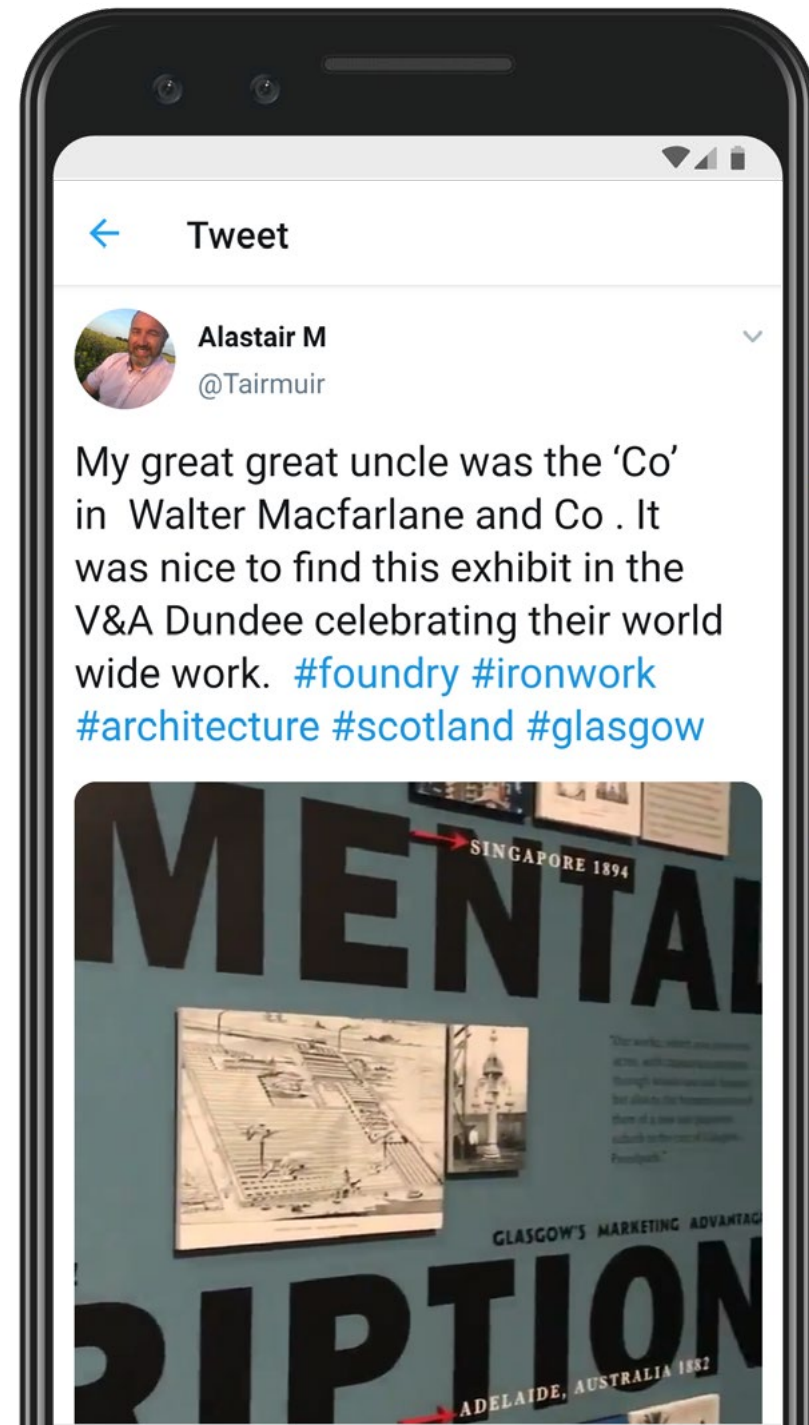 Tweet
Alastair M
@Tairmuir
My great great uncle was the ‘Co’
in  Walter Macfarlane and Co . It
was nice to find this exhibit in the
V&A Dundee celebrating their world
wide work.  #foundry #ironwork
#architecture #scotland #glasgow
MENTAL
SINGAPORE 1894
GLASGOW'S MARKETING ADVANTAG
RIPTION
ADELAIDE, AUSTRALIA 1882